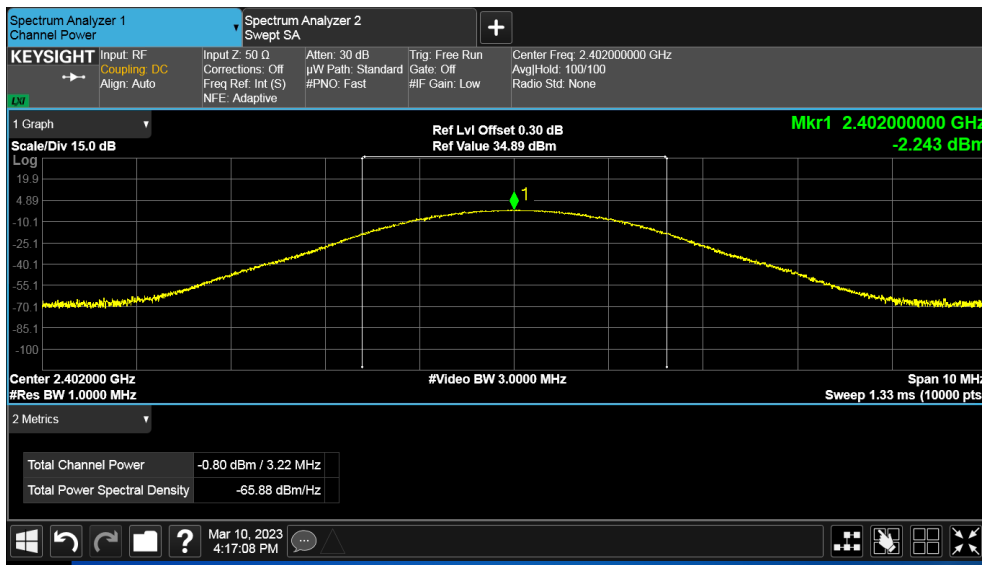 Spectrum Analyzer 1
Channel Power
Spectrum Analyzer 2
Swept SA
KEYSIGHT
LXI
Input: RF
Coupling: DC
Align: Auto
Input Z: 50 Ω
Corrections: Off
Freq Ref: Int (S)
NFE: Adaptive
Atten: 30 dB
µW Path: Standard
#PNO: Fast
Trig: Free Run
Gate: Off
#IF Gain: Low
Center Freq: 2.402000000 GHz
Avg|Hold: 100/100
Radio Std: None
1 Graph
Scale/Div 15.0 dB
Ref Lvl Offset 0.30 dB
Ref Value 34.89 dBm
Mkr1 2.402000000 GHz
-2.243 dBm
Log
19.9
4.89
-10.1
-25.1
-40.1
-55.1
-70.1
-85.1
-100
1
Center 2.402000 GHz
#Res BW 1.0000 MHz
#Video BW 3.0000 MHz
Span 10 MHz
Sweep 1.33 ms (10000 pts
2 Metrics
Total Channel Power -0.80 dBm / 3.22 MHz
Total Power Spectral Density -65.88 dBm/Hz
?
Mar 10, 2023
4:17:08 PM